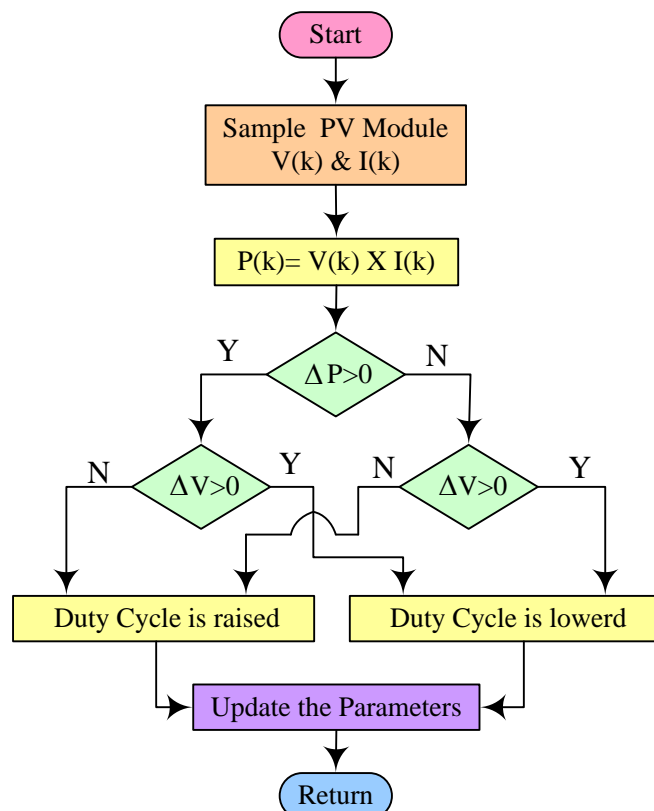 Start
Sample PV Module
V(k) & I(k)
P(k)= V(k) X I(k)
Y
N
Δ P>0
N
Y
N
Y
ΔV>0
ΔV>0
Duty Cycle is raised
Duty Cycle is lowerd
Update the Parameters
Return